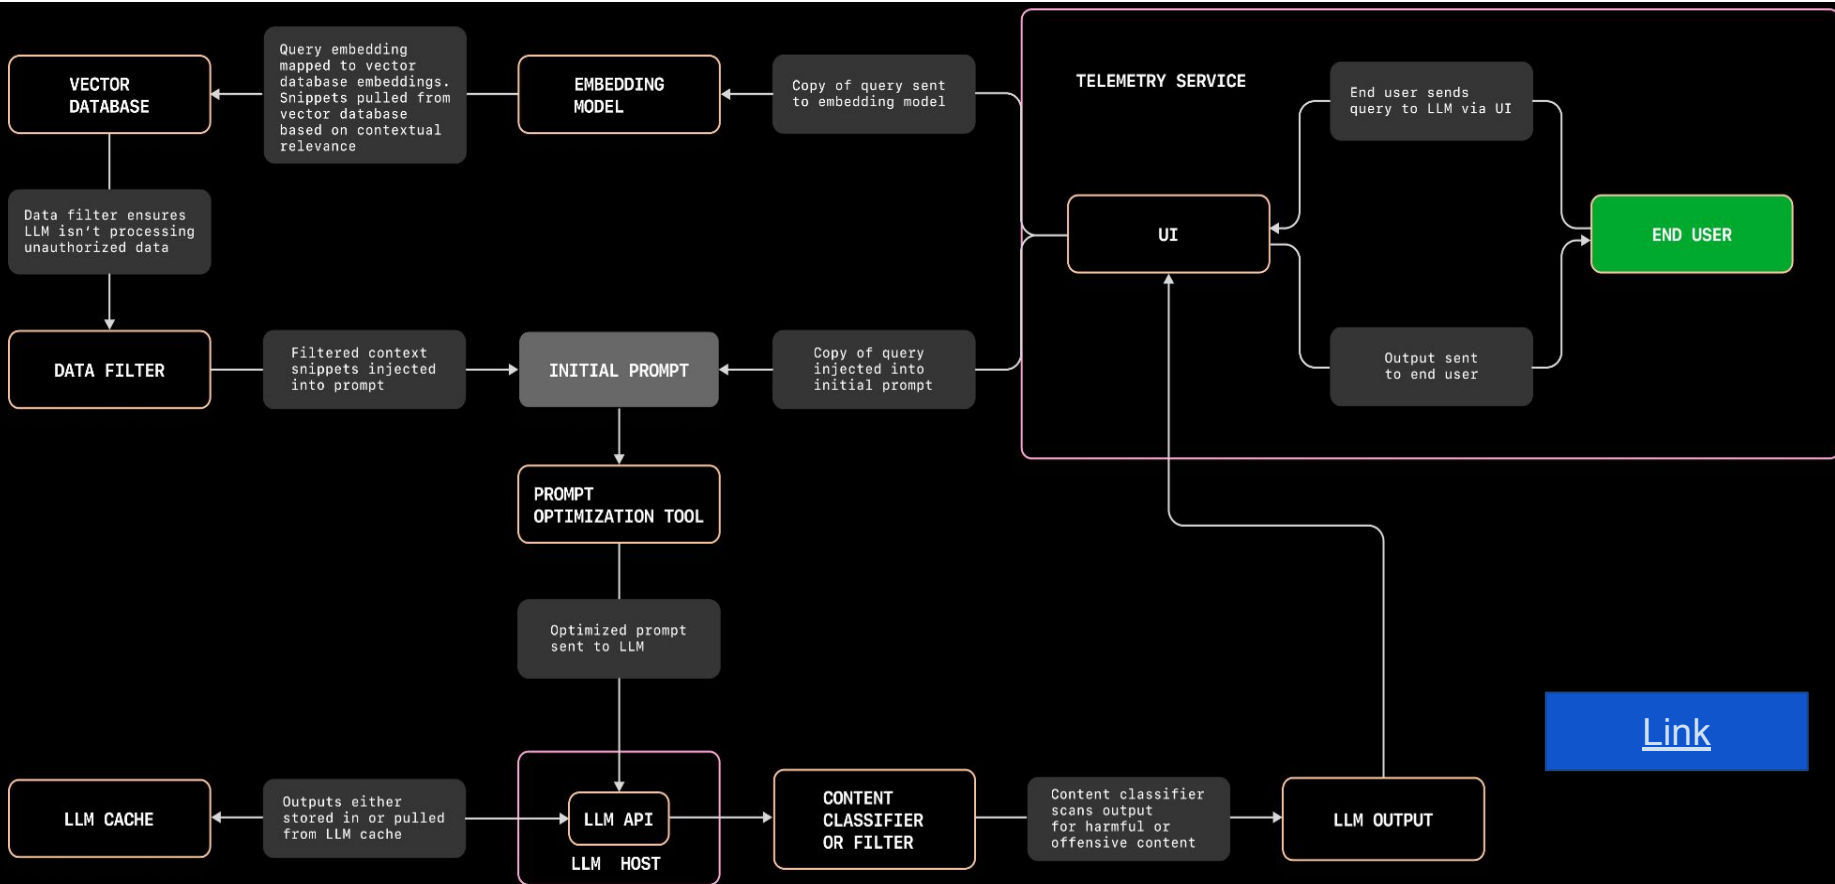 Query embedding
mapped to vector
database embeddings.
Snippets pulled from
vector database
based on contextual
relevance
VECTOR
DATABASE
EMBEDDING
MODEL
Copy of query sent
to embedding model
TELEMETRY SERVICE
End user sends
query to LLM via UI
Data filter ensures
LLM isn't processing
unauthorized data
UI
END USER
DATA FILTER
Filtered context
snippets injected
into prompt
INITIAL PROMPT
Copy of query
injected into
initial prompt
Output sent
to end user
PROMPT
OPTIMIZATION TOOL
Optimized prompt
sent to LLM
Link
LLM CACHE
Outputs either
stored in or pulled
from LLM cache
LLM API
LLM HOST
CONTENT
CLASSIFIER
OR FILTER
Content classifier
scans output
for harmful or
offensive content
LLM OUTPUT